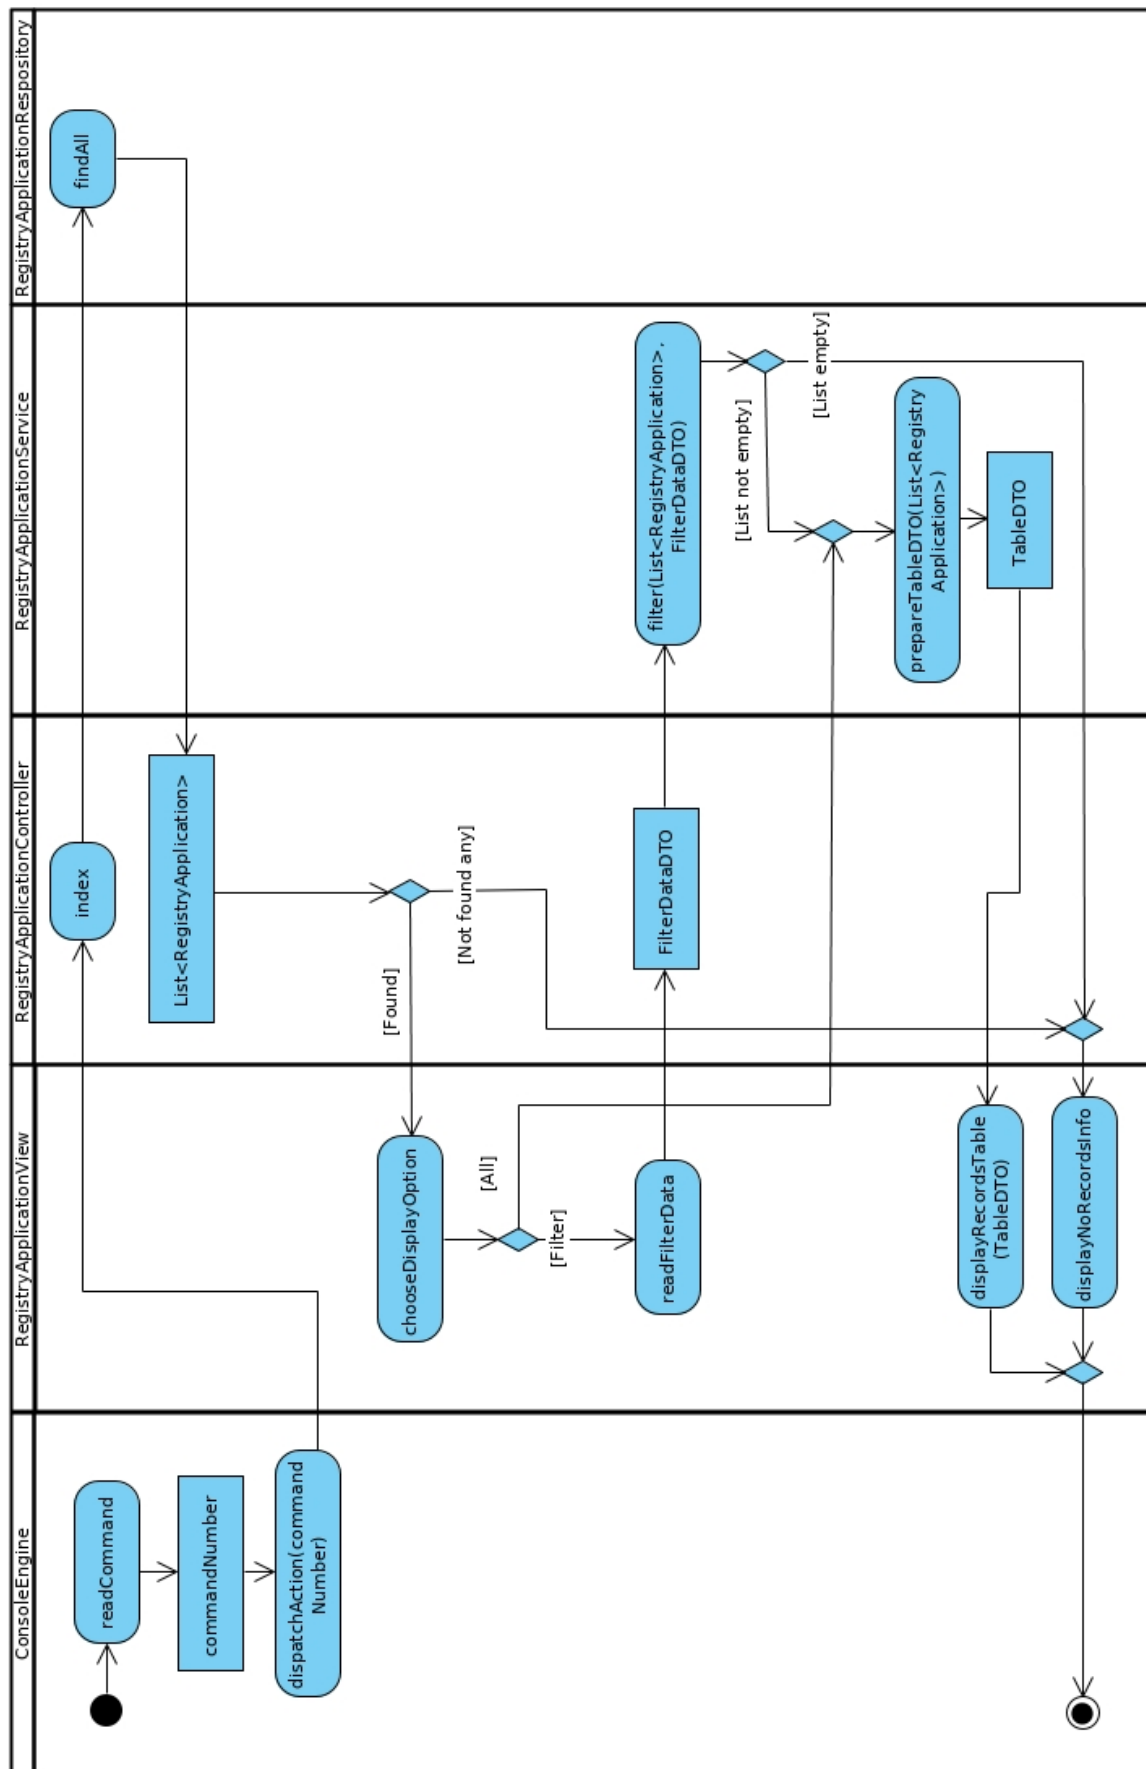 ConsoleEngine
RegistryApplicationView
RegistryApplicationController
RegistryApplicationService
RegistryApplicationRespository
readCommand
commandNumber
dispatchAction(command
Number)
index
findAll
List<RegistryApplication>
[Found]
[Not found any]
chooseDisplayOption
[All]
[Filter]
readFilterData
FilterDataDTO
filter(List<RegistryApplication>,
FilterDataDTO)
[List not empty]
[List empty]
prepareTableDTO(List<Registry
Application>)
TableDTO
displayRecordsTable
(TableDTO)
displayNoRecordsInfo